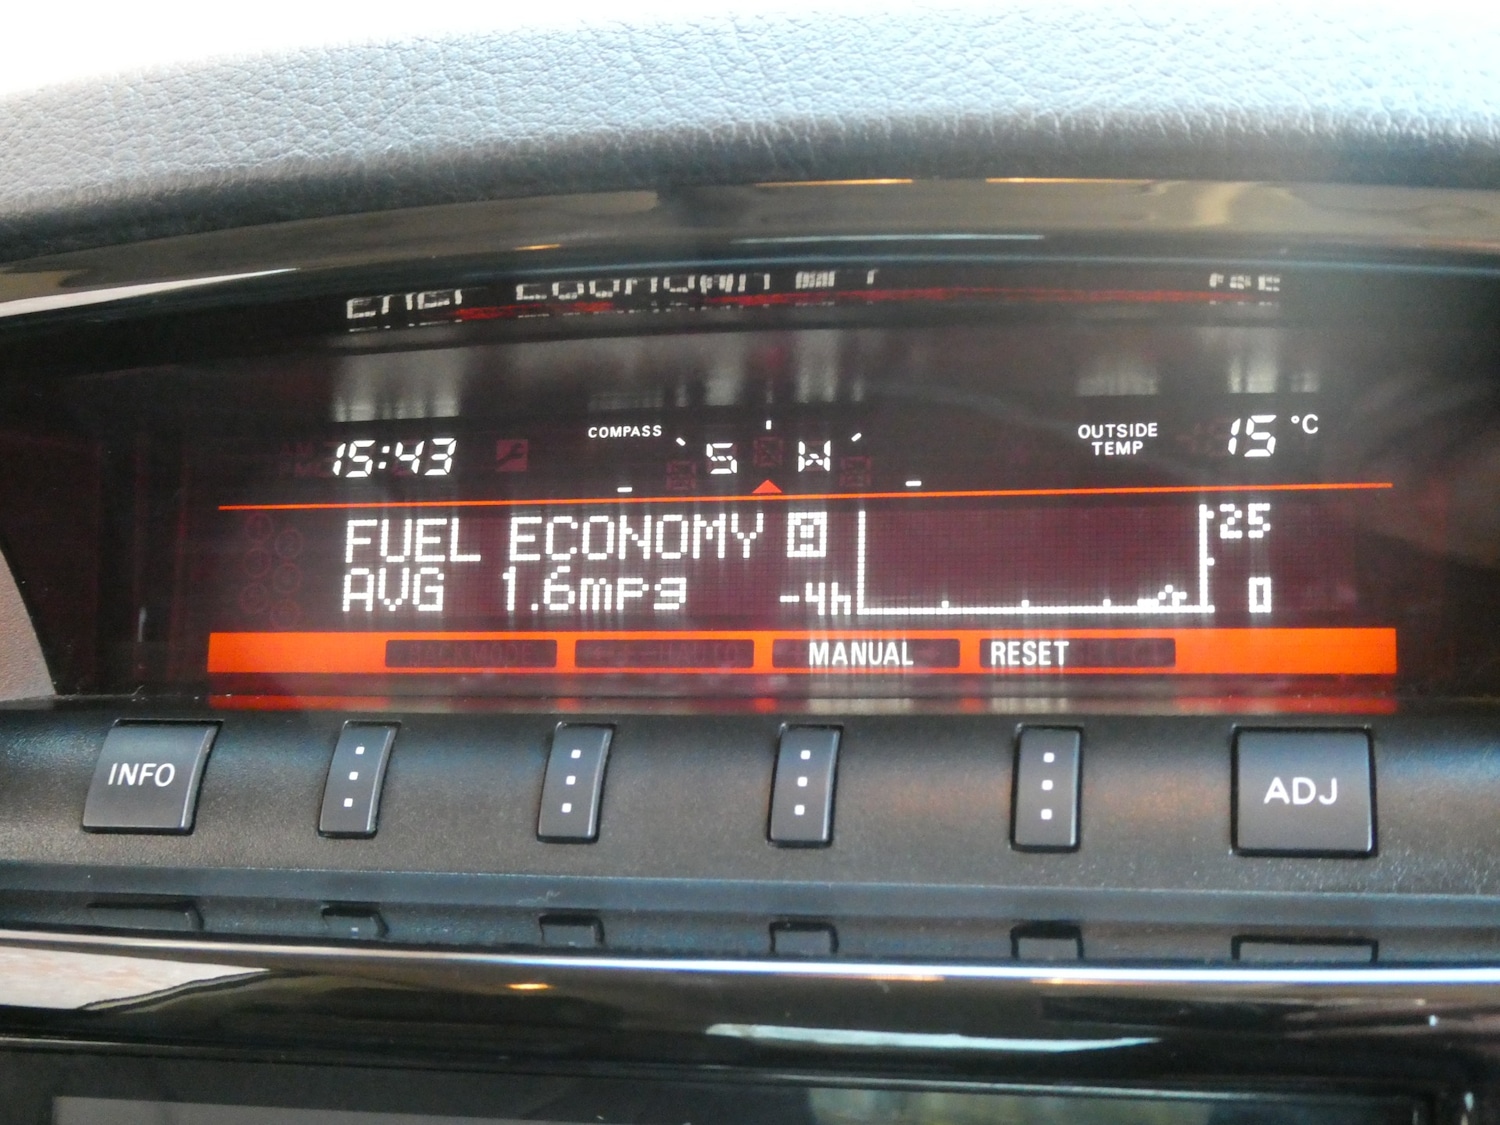 15:43
COMPASS
S W
OUTSIDE
TEMP
15 °C
FUEL ECONOMY
AVG 1.6mpg
-4h
25
0
MANUAL
RESET
INFO
ADJ